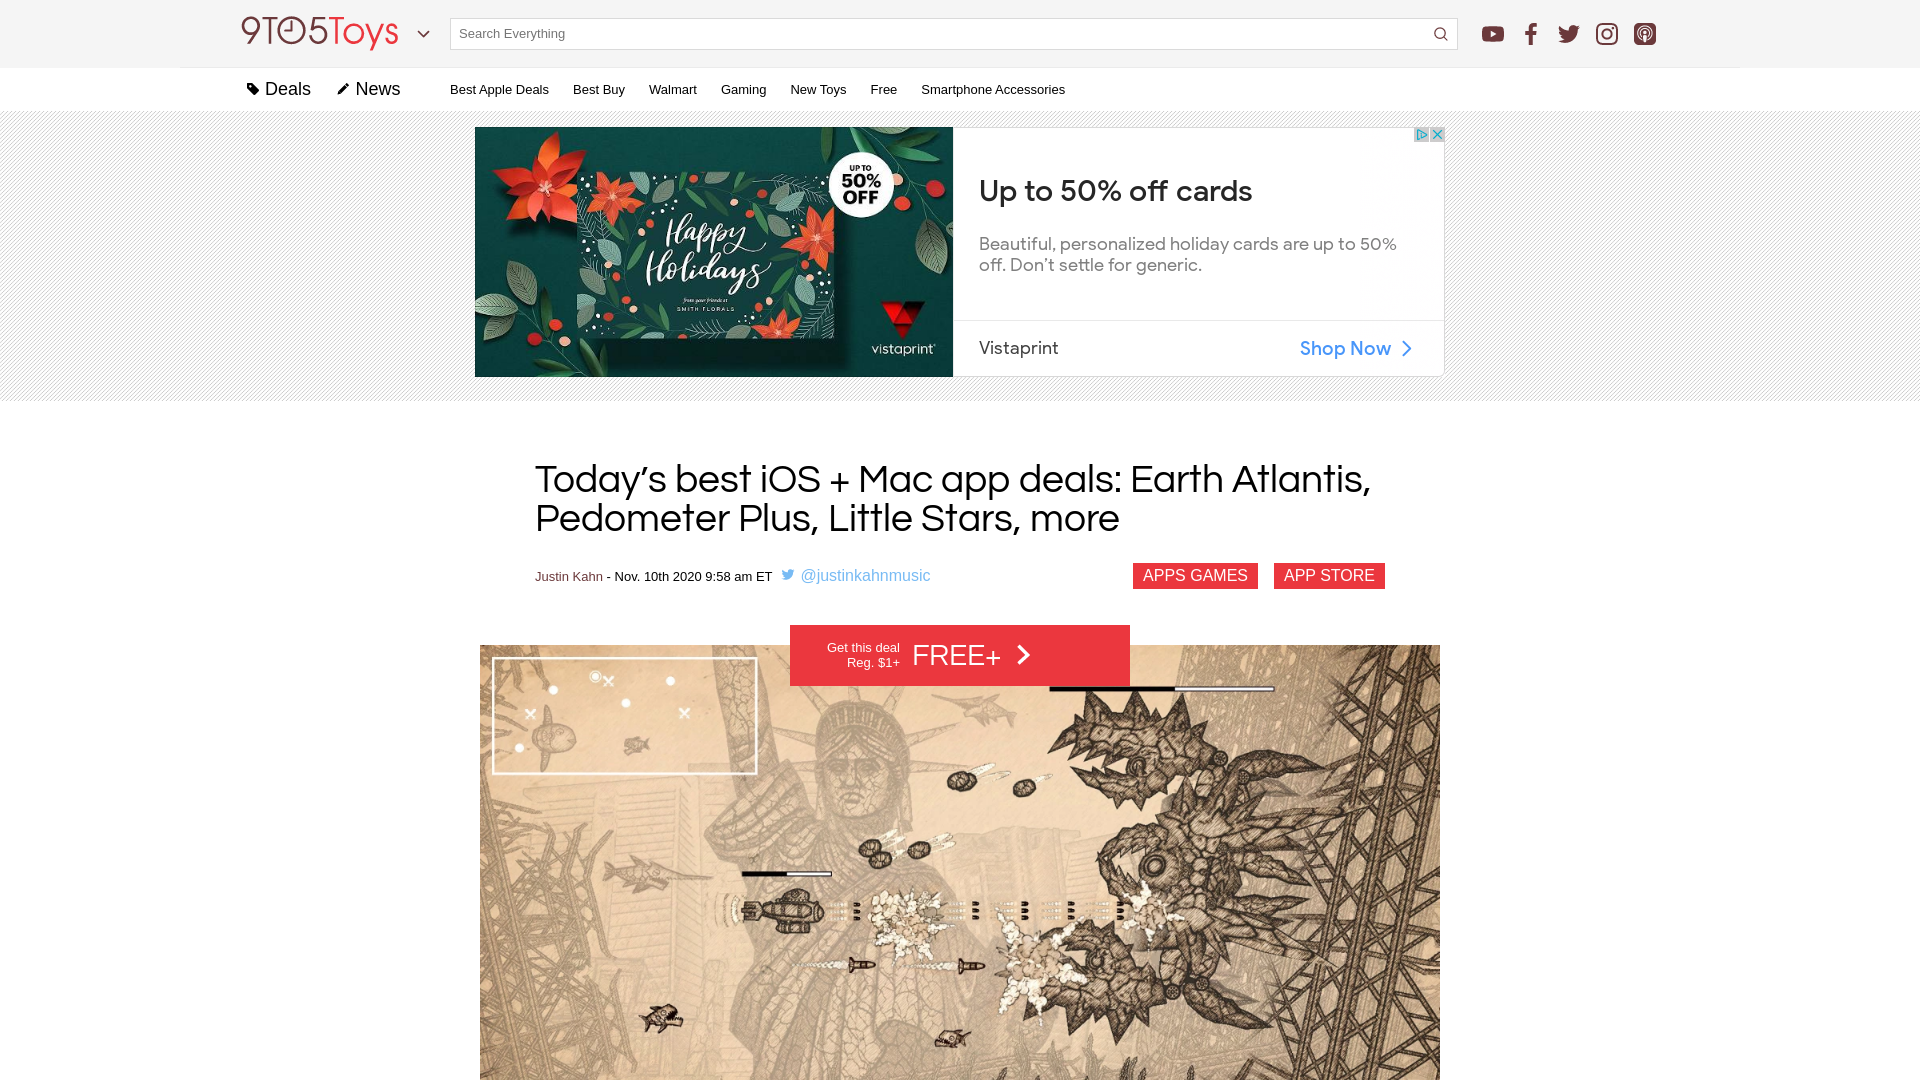 9TO5Toys
Search Everything
Deals
News
Best Apple Deals
Best Buy
Walmart
Gaming
New Toys
Free
Smartphone Accessories
UP TO
50%
OFF
Happy
Holidays
from your friends at
SMITH FLORALS
vistaprint
Up to 50% off cards
Beautiful, personalized holiday cards are up to 50%
off. Don't settle for generic.
Vistaprint
Shop Now
Today’s best iOS + Mac app deals: Earth Atlantis,
Pedometer Plus, Little Stars, more
Justin Kahn - Nov. 10th 2020 9:58 am ET @justinkahnmusic
APPS GAMES
APP STORE
Get this deal
Reg. $1+
FREE+